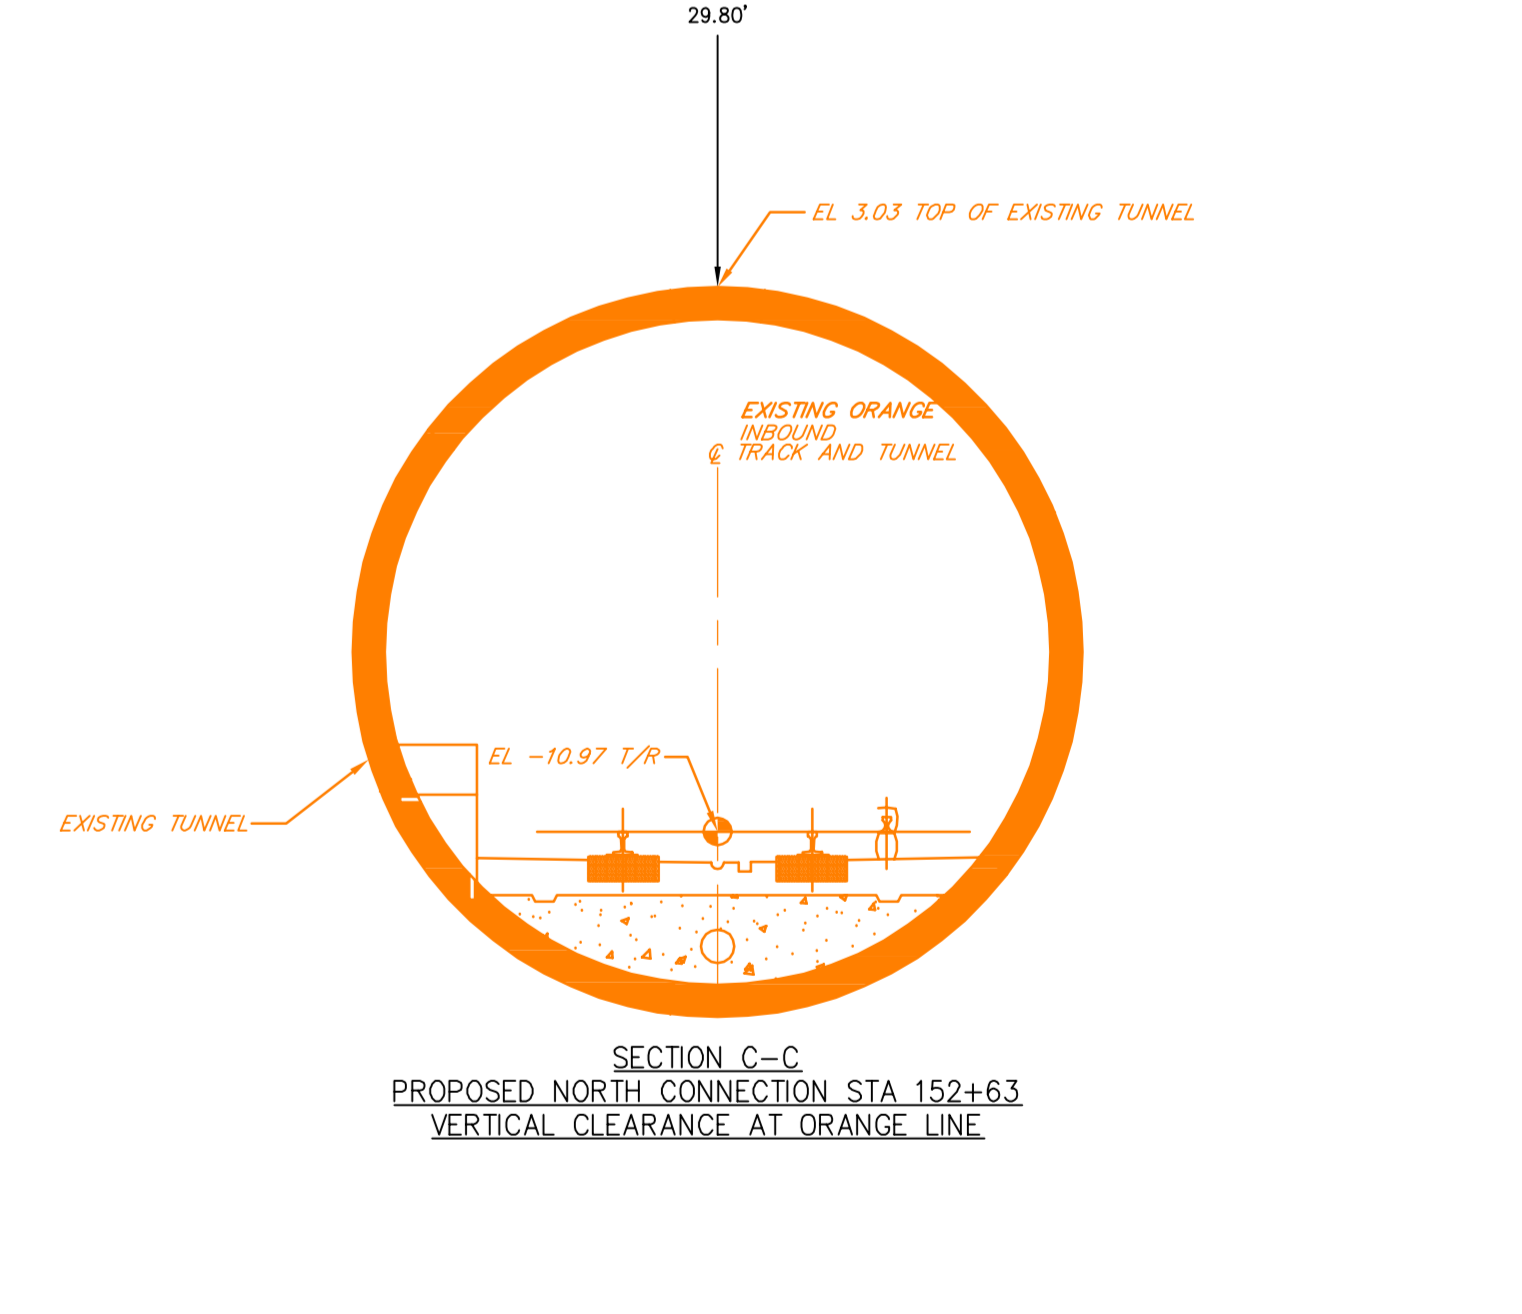 29.80'
EL 3.03 TOP OF EXISTING TUNNEL
EXISTING ORANGE
INBOUND
℄ TRACK AND TUNNEL
EL -10.97 T/R
EXISTING TUNNEL
SECTION C-C
PROPOSED NORTH CONNECTION STA 152+63
VERTICAL CLEARANCE AT ORANGE LINE